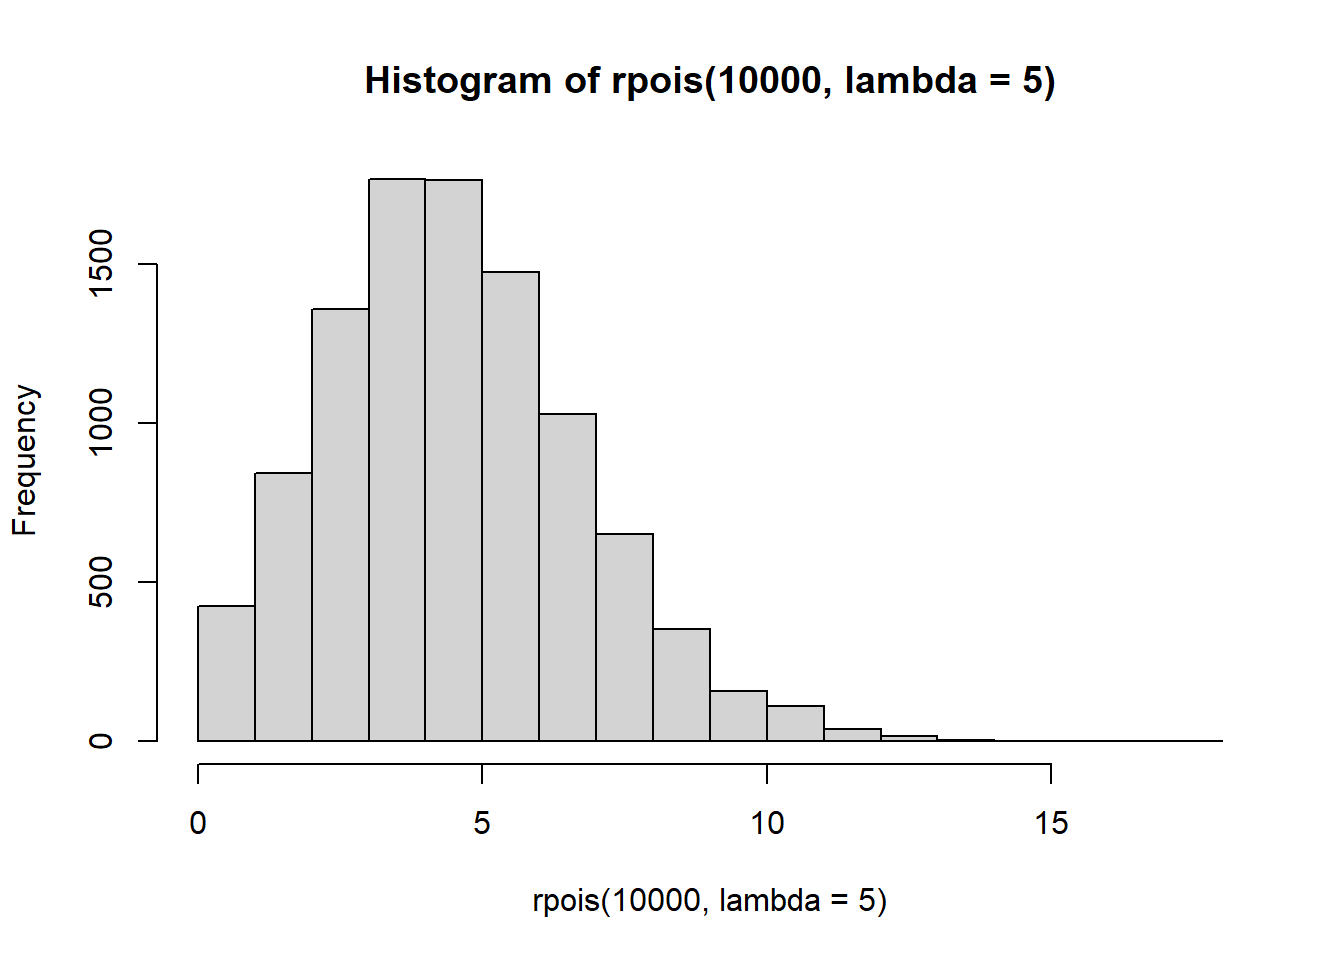 Histogram of rpois(10000, lambda = 5)
Frequency
1500
1000
500
0
0 5 10 15
rpois(10000, lambda = 5)